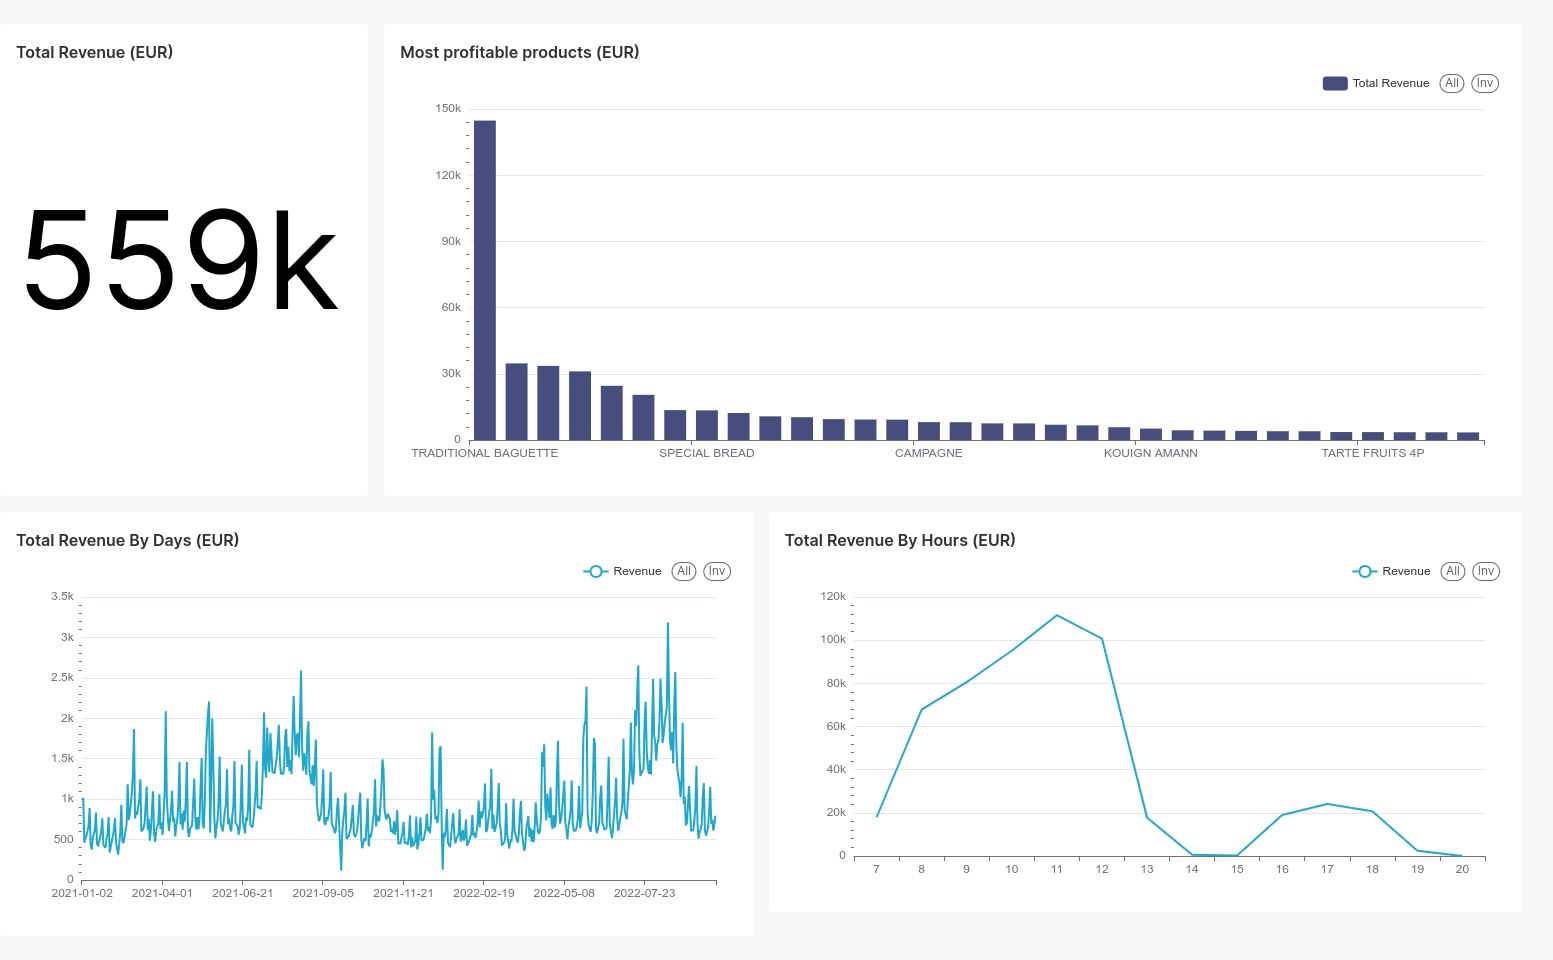 Total Revenue (EUR)
559k
Most profitable products (EUR)
Total Revenue All Inv
150k
120k
90k
60k
30k
0
TRADITIONAL BAGUETTE SPECIAL BREAD CAMPAGNE KOUIGN AMANN TARTE FRUITS 4P
Total Revenue By Days (EUR)
Revenue All Inv
3.5k
3k
2.5k
2k
1.5k
1k
500
0
2021-01-02 2021-04-01 2021-06-21 2021-09-05 2021-11-21 2022-02-19 2022-05-08 2022-07-23
Total Revenue By Hours (EUR)
Revenue All Inv
120k
100k
80k
60k
40k
20k
0
7 8 9 10 11 12 13 14 15 16 17 18 19 20